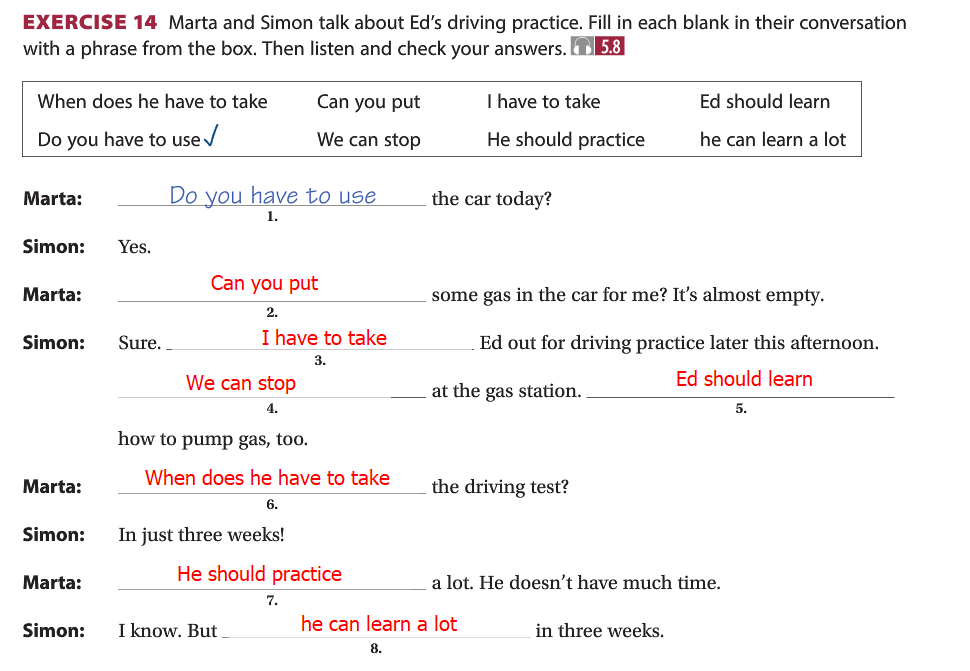 EXERCISE 14 Marta and Simon talk about Ed's driving practice. Fill in each blank in their conversation
with a phrase from the box. Then listen and check your answers. 5.8
When does he have to take Can you put I have to take Ed should learn
Do you have to use✓ We can stop He should practice he can learn a lot
Marta: Do you have to use the car today?
1.
Simon: Yes.
Marta: Can you put some gas in the car for me? It's almost empty.
2.
Simon: Sure. I have to take Ed out for driving practice later this afternoon.
3.
We can stop at the gas station. Ed should learn
4. 5.
how to pump gas, too.
Marta: When does he have to take the driving test?
6.
Simon: In just three weeks!
Marta: He should practice a lot. He doesn't have much time.
7.
Simon: I know. But he can learn a lot in three weeks.
8.